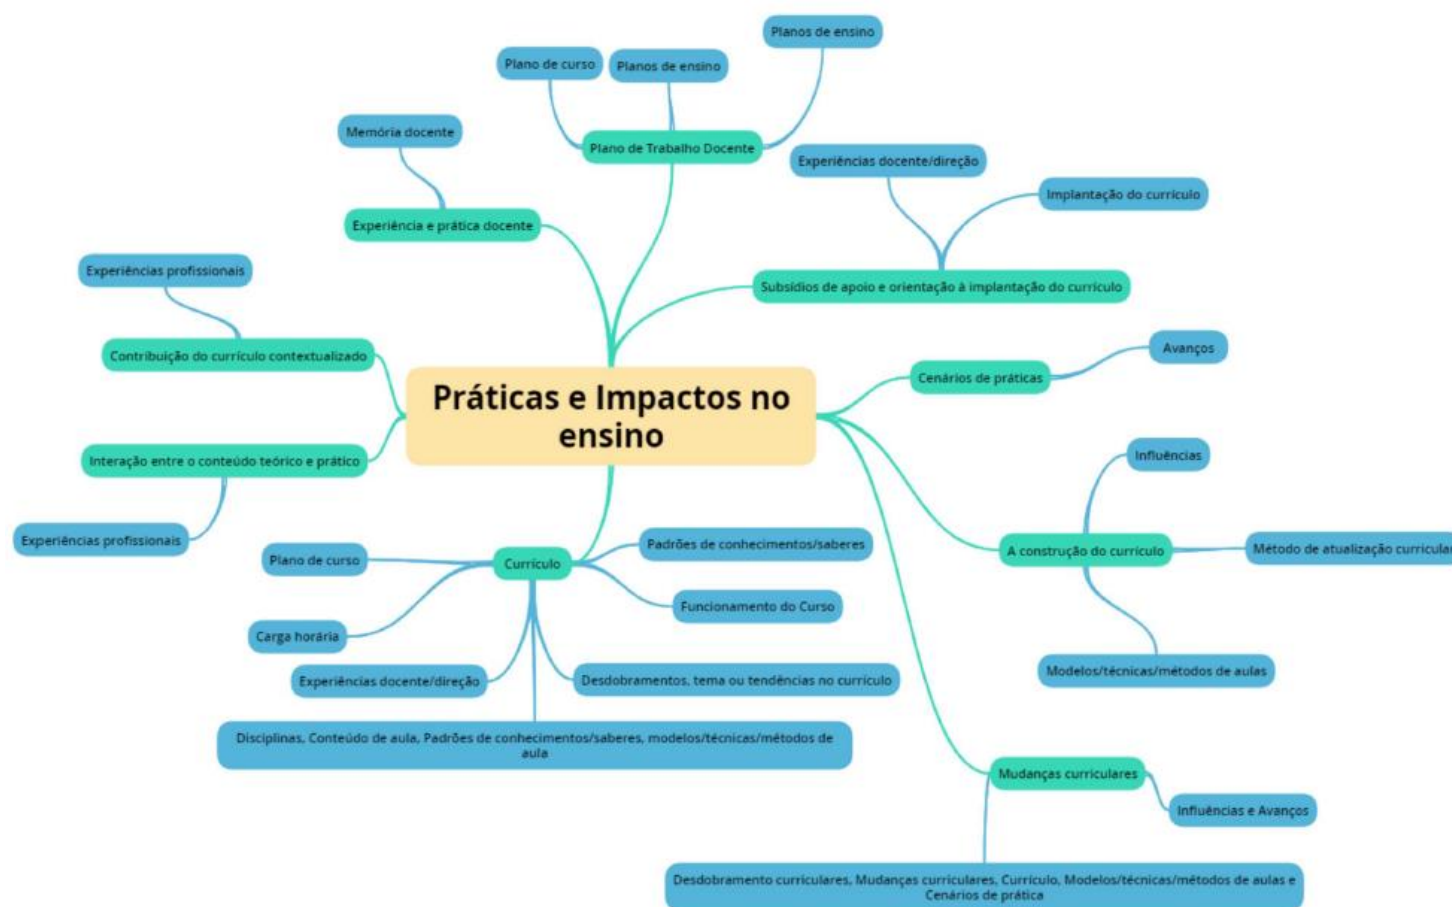 Planos de ensino
Plano de curso
Planos de ensino
Memória docente
Plano de Trabalho Docente
Experiências docente/direção
Implantação do currículo
Experiência e prática docente
Experiências profissionais
Subsídios de apoio e orientação à implantação do currículo
Contribuição do currículo contextualizado
Avanços
Cenários de práticas
Práticas e Impactos no
ensino
Influências
Interação entre o conteúdo teórico e prático
Experiências profissionais
Padrões de conhecimentos/saberes
A construção do currículo
Método de atualização curricular
Plano de curso
Currículo
Funcionamento do Curso
Carga horária
Modelos/técnicas/métodos de aulas
Experiências docente/direção
Desdobramentos, tema ou tendências no currículo
Disciplinas, Conteúdo de aula, Padrões de conhecimentos/saberes, modelos/técnicas/métodos de
aula
Mudanças curriculares
Influências e Avanços
Desdobramento curriculares, Mudanças curriculares, Currículo, Modelos/técnicas/métodos de aulas e
Cenários de prática